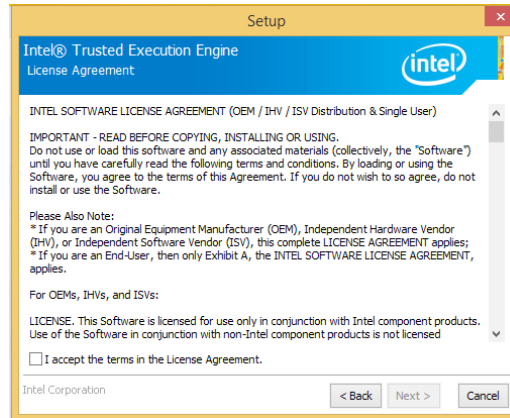 Setup
Intel® Trusted Execution Engine
License Agreement
intel
INTEL SOFTWARE LICENSE AGREEMENT (OEM / IHV / ISV Distribution & Single User)
IMPORTANT - READ BEFORE COPYING, INSTALLING OR USING.
Do not use or load this software and any associated materials (collectively, the "Software")
until you have carefully read the following terms and conditions. By loading or using the
Software, you agree to the terms of this Agreement. If you do not wish to so agree, do not
install or use the Software.
Please Also Note:
* If you are an Original Equipment Manufacturer (OEM), Independent Hardware Vendor
(IHV), or Independent Software Vendor (ISV), this complete LICENSE AGREEMENT applies;
* If you are an End-User, then only Exhibit A, the INTEL SOFTWARE LICENSE AGREEMENT,
applies.
For OEMs, IHVs, and ISVs:
LICENSE. This Software is licensed for use only in conjunction with Intel component products.
Use of the Software in conjunction with non-Intel component products is not licensed
I accept the terms in the License Agreement.
Intel Corporation
< Back Next > Cancel